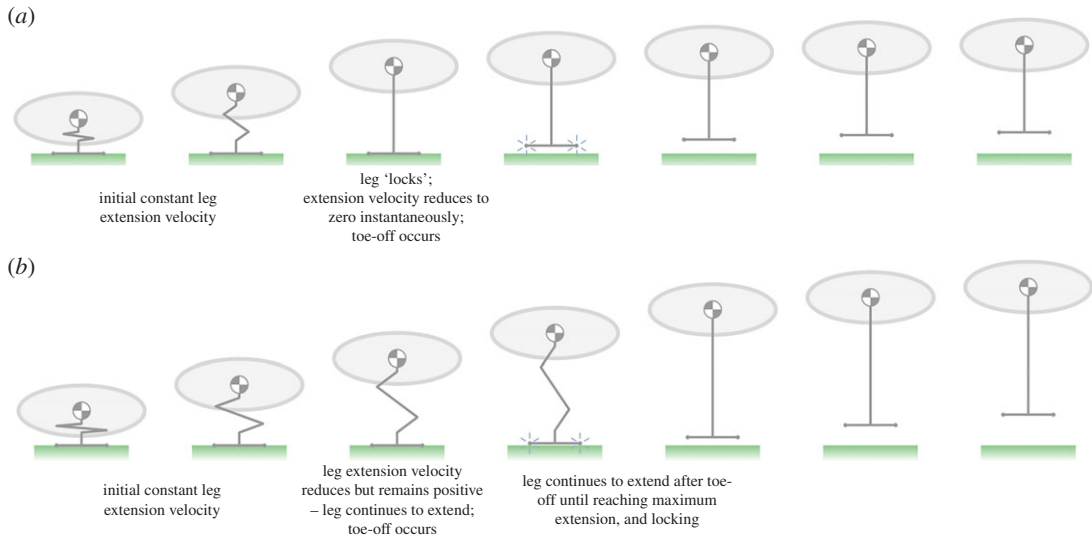 (a)
initial constant leg
extension velocity
leg ‘locks’;
extension velocity reduces to
zero instantaneously;
toe-off occurs
(b)
initial constant leg
extension velocity
leg extension velocity
reduces but remains positive
– leg continues to extend;
toe-off occurs
leg continues to extend after toe-
off until reaching maximum
extension, and locking